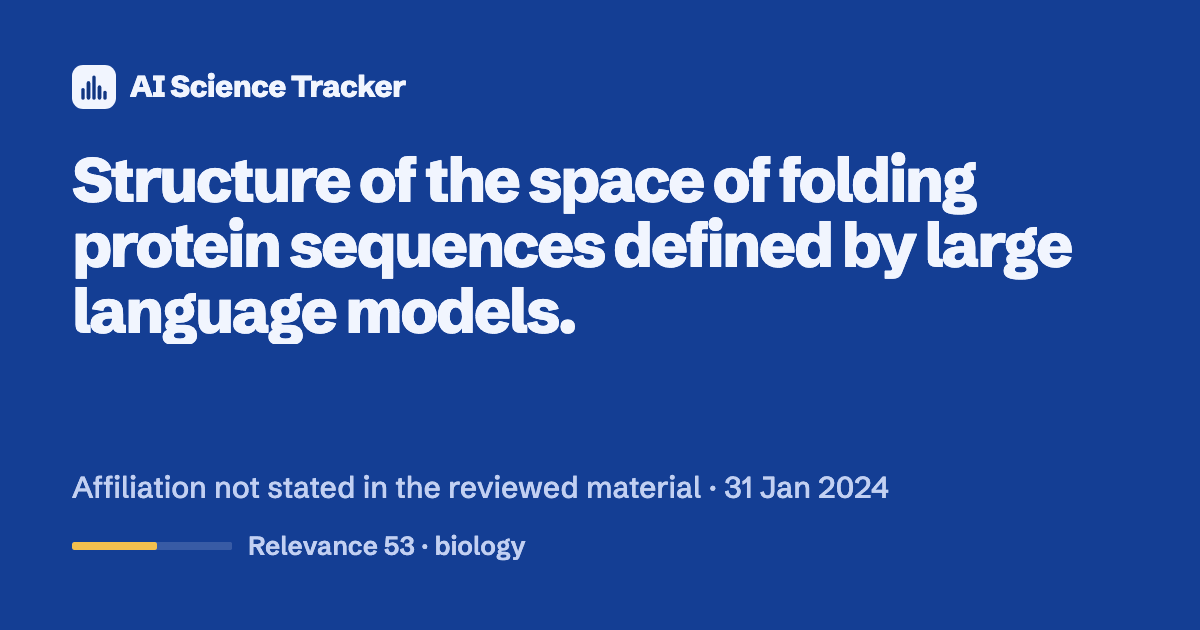 AI Science Tracker
Structure of the space of folding
protein sequences defined by large
language models.
Affiliation not stated in the reviewed material · 31 Jan 2024
Relevance 53 · biology